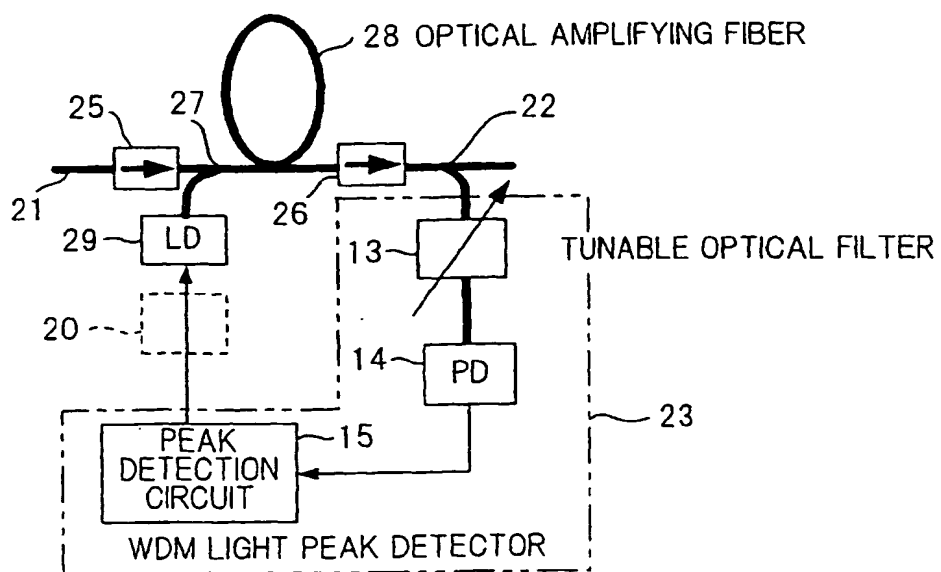 28 OPTICAL AMPLIFYING FIBER
25
27
22
21
26
29
LD
13
TUNABLE OPTICAL FILTER
20
14
PD
23
15
PEAK
DETECTION
CIRCUIT
WDM LIGHT PEAK DETECTOR